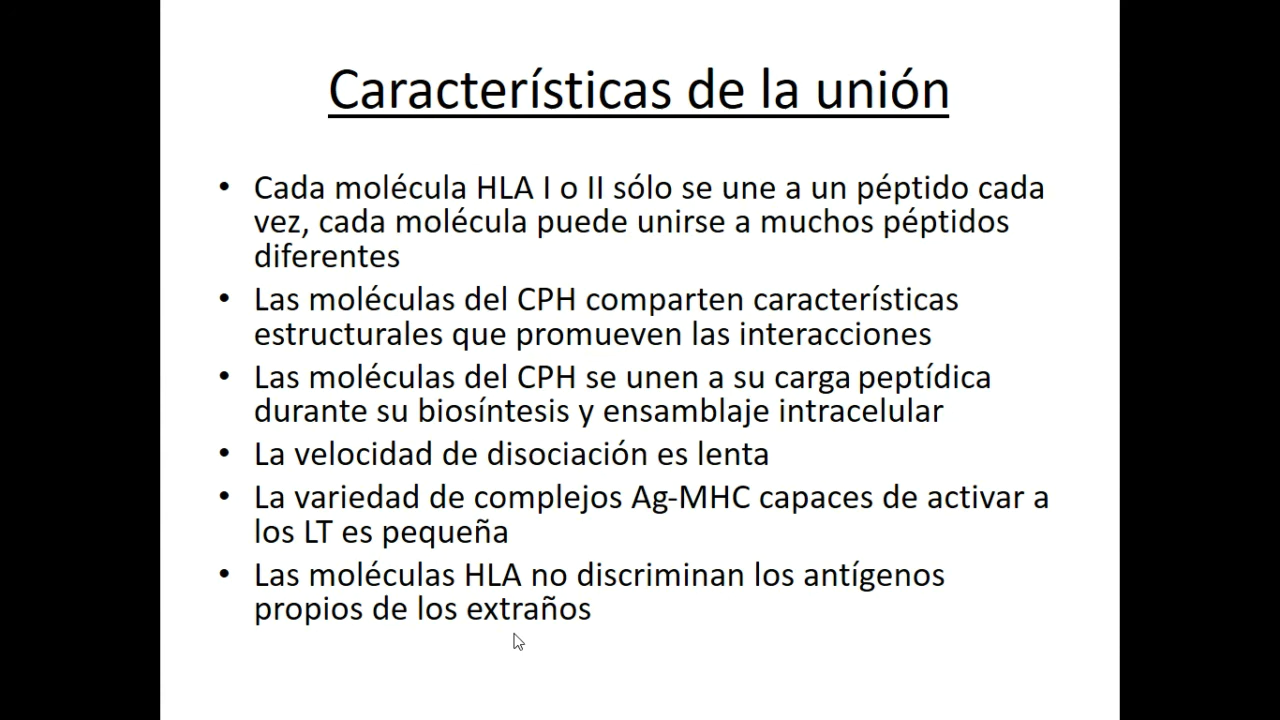 Características de la unión
• Cada molécula HLA I o II sólo se une a un péptido cada
vez, cada molécula puede unirse a muchos péptidos
diferentes
• Las moléculas del CPH comparten características
estructurales que promueven las interacciones
• Las moléculas del CPH se unen a su carga peptídica
durante su biosíntesis y ensamblaje intracelular
• La velocidad de disociación es lenta
• La variedad de complejos Ag-MHC capaces de activar a
los LT es pequeña
• Las moléculas HLA no discriminan los antígenos
propios de los extraños